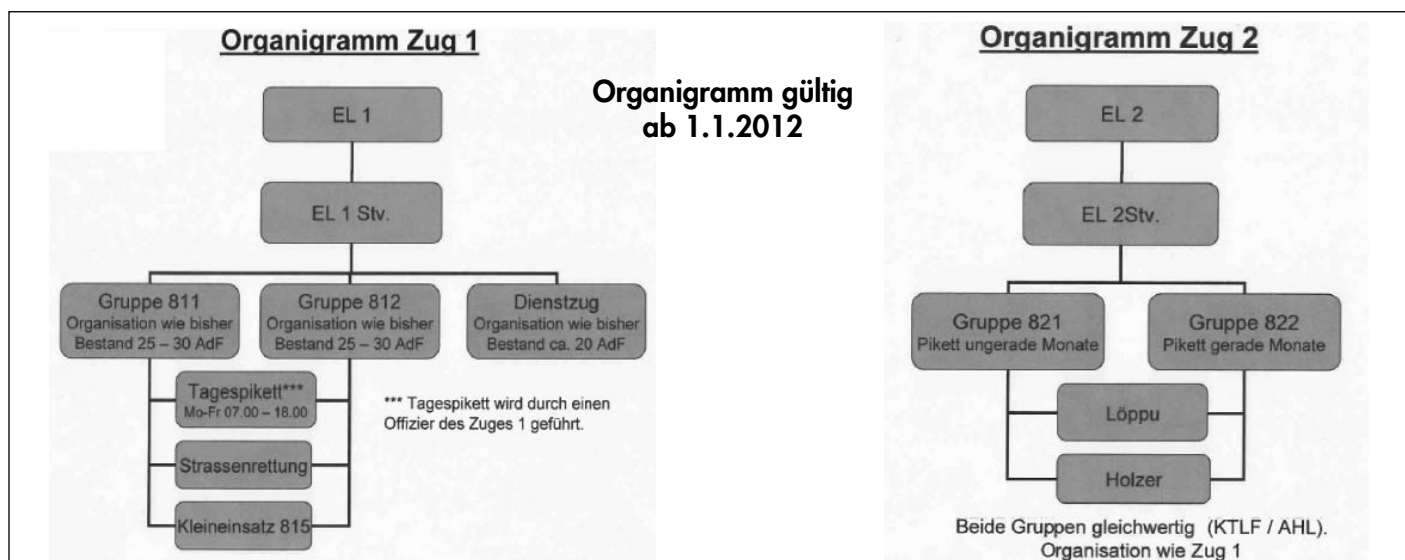 Organigramm Zug 1
Organigramm gültig
ab 1.1.2012
EL 1
EL 1 Stv.
Gruppe 811
Organisation wie bisher
Bestand 25 – 30 AdF
Gruppe 812
Organisation wie bisher
Bestand 25 – 30 AdF
Dienstzug
Organisation wie bisher
Bestand ca. 20 AdF
Tagespikett***
Mo-Fr 07.00 – 18.00
*** Tagespikett wird durch einen
Offizier des Zuges 1 geführt.
Strassenrettung
Kleineinsatz 815
Organigramm Zug 2
EL 2
EL 2Stv.
Gruppe 821
Pikett ungerade Monate
Gruppe 822
Pikett gerade Monate
Löppu
Holzer
Beide Gruppen gleichwertig (KTLF / AHL).
Organisation wie Zug 1